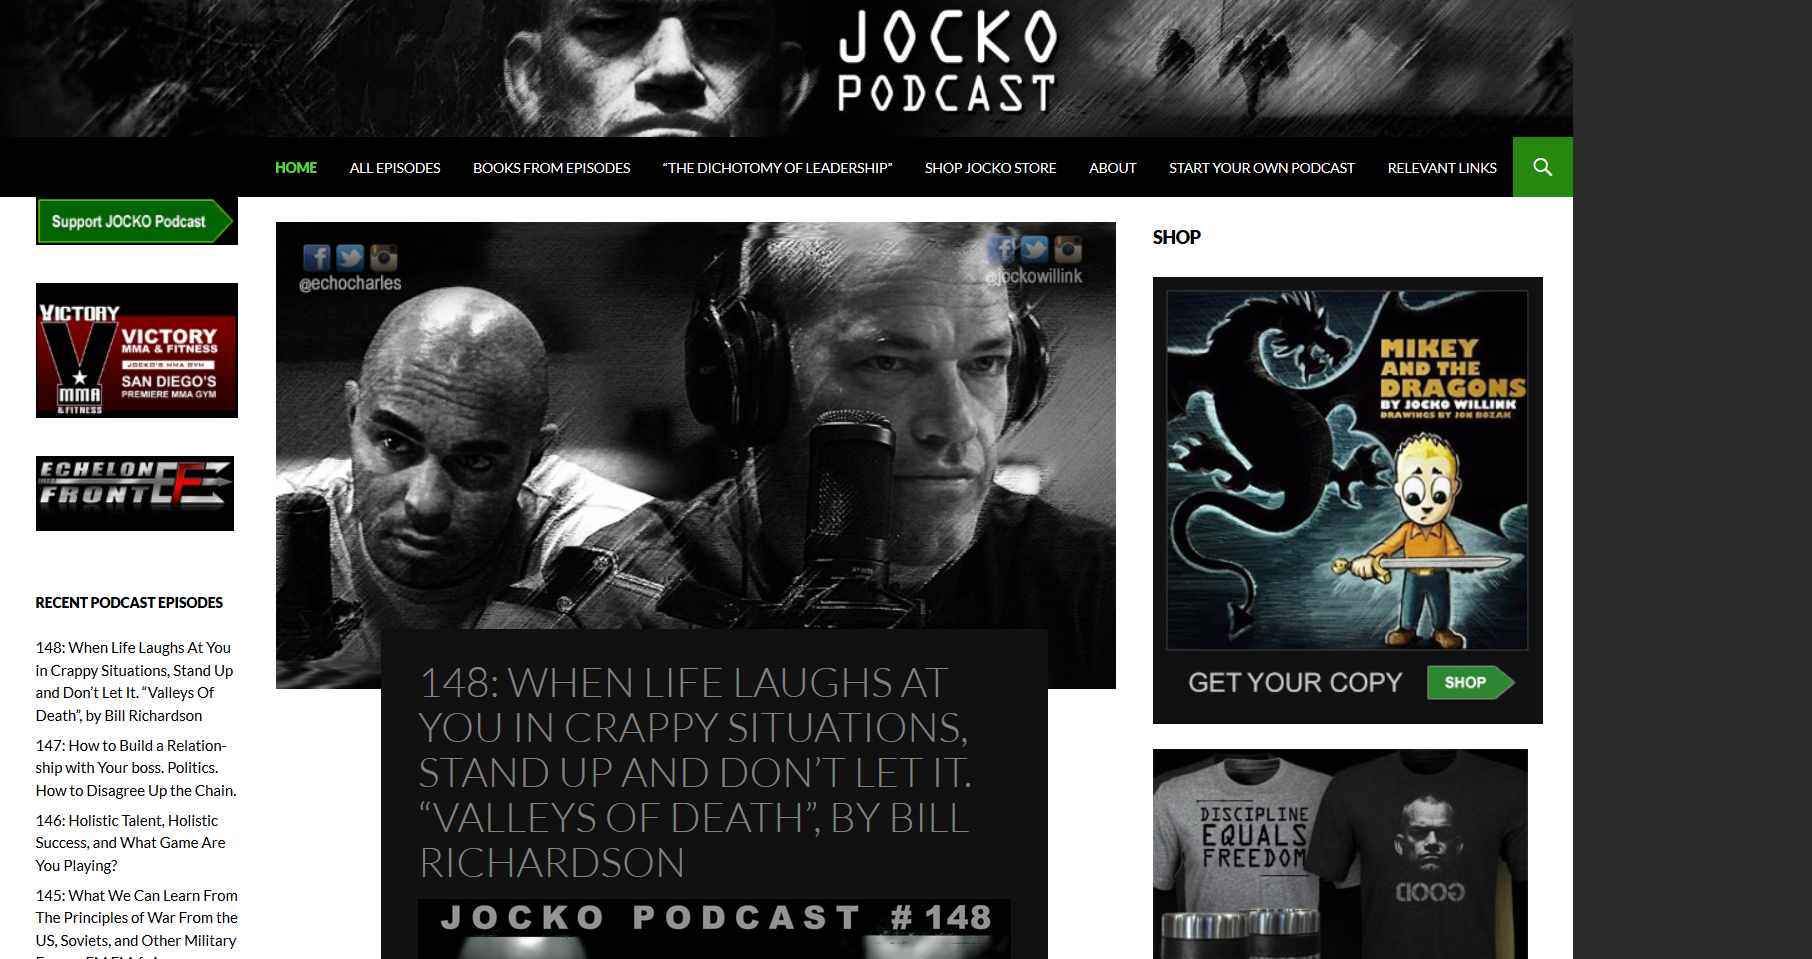 JOCKO
PODCAST
HOME
ALL EPISODES
BOOKS FROM EPISODES
“THE DICHOTOMY OF LEADERSHIP”
SHOP JOCKO STORE
ABOUT
START YOUR OWN PODCAST
RELEVANT LINKS
Support JOCKO Podcast
VICTORY
V
MMA
& FITNESS
VICTORY
MMA & FITNESS
JOCKO'S MMA GYM
SAN DIEGO'S
PREMIERE MMA GYM
ECHELON
FRONT
EF
RECENT PODCAST EPISODES
148: When Life Laughs At You
in Crappy Situations, Stand Up
and Don’t Let It. “Valleys Of
Death”, by Bill Richardson
147: How to Build a Relation-
ship with Your boss. Politics.
How to Disagree Up the Chain.
146: Holistic Talent, Holistic
Success, and What Game Are
You Playing?
145: What We Can Learn From
The Principles of War From the
US, Soviets, and Other Military
@echocharles
@jockowillink
148: WHEN LIFE LAUGHS AT
YOU IN CRAPPY SITUATIONS,
STAND UP AND DON’T LET IT.
“VALLEYS OF DEATH”, BY BILL
RICHARDSON
JOCKO PODCAST # 148
SHOP
MIKEY
AND THE
DRAGONS
BY JOCKO WILLINK
DRAWINGS BY JON BOZAK
GET YOUR COPY
SHOP
DISCIPLINE
EQUALS
FREEDOM
GOOD